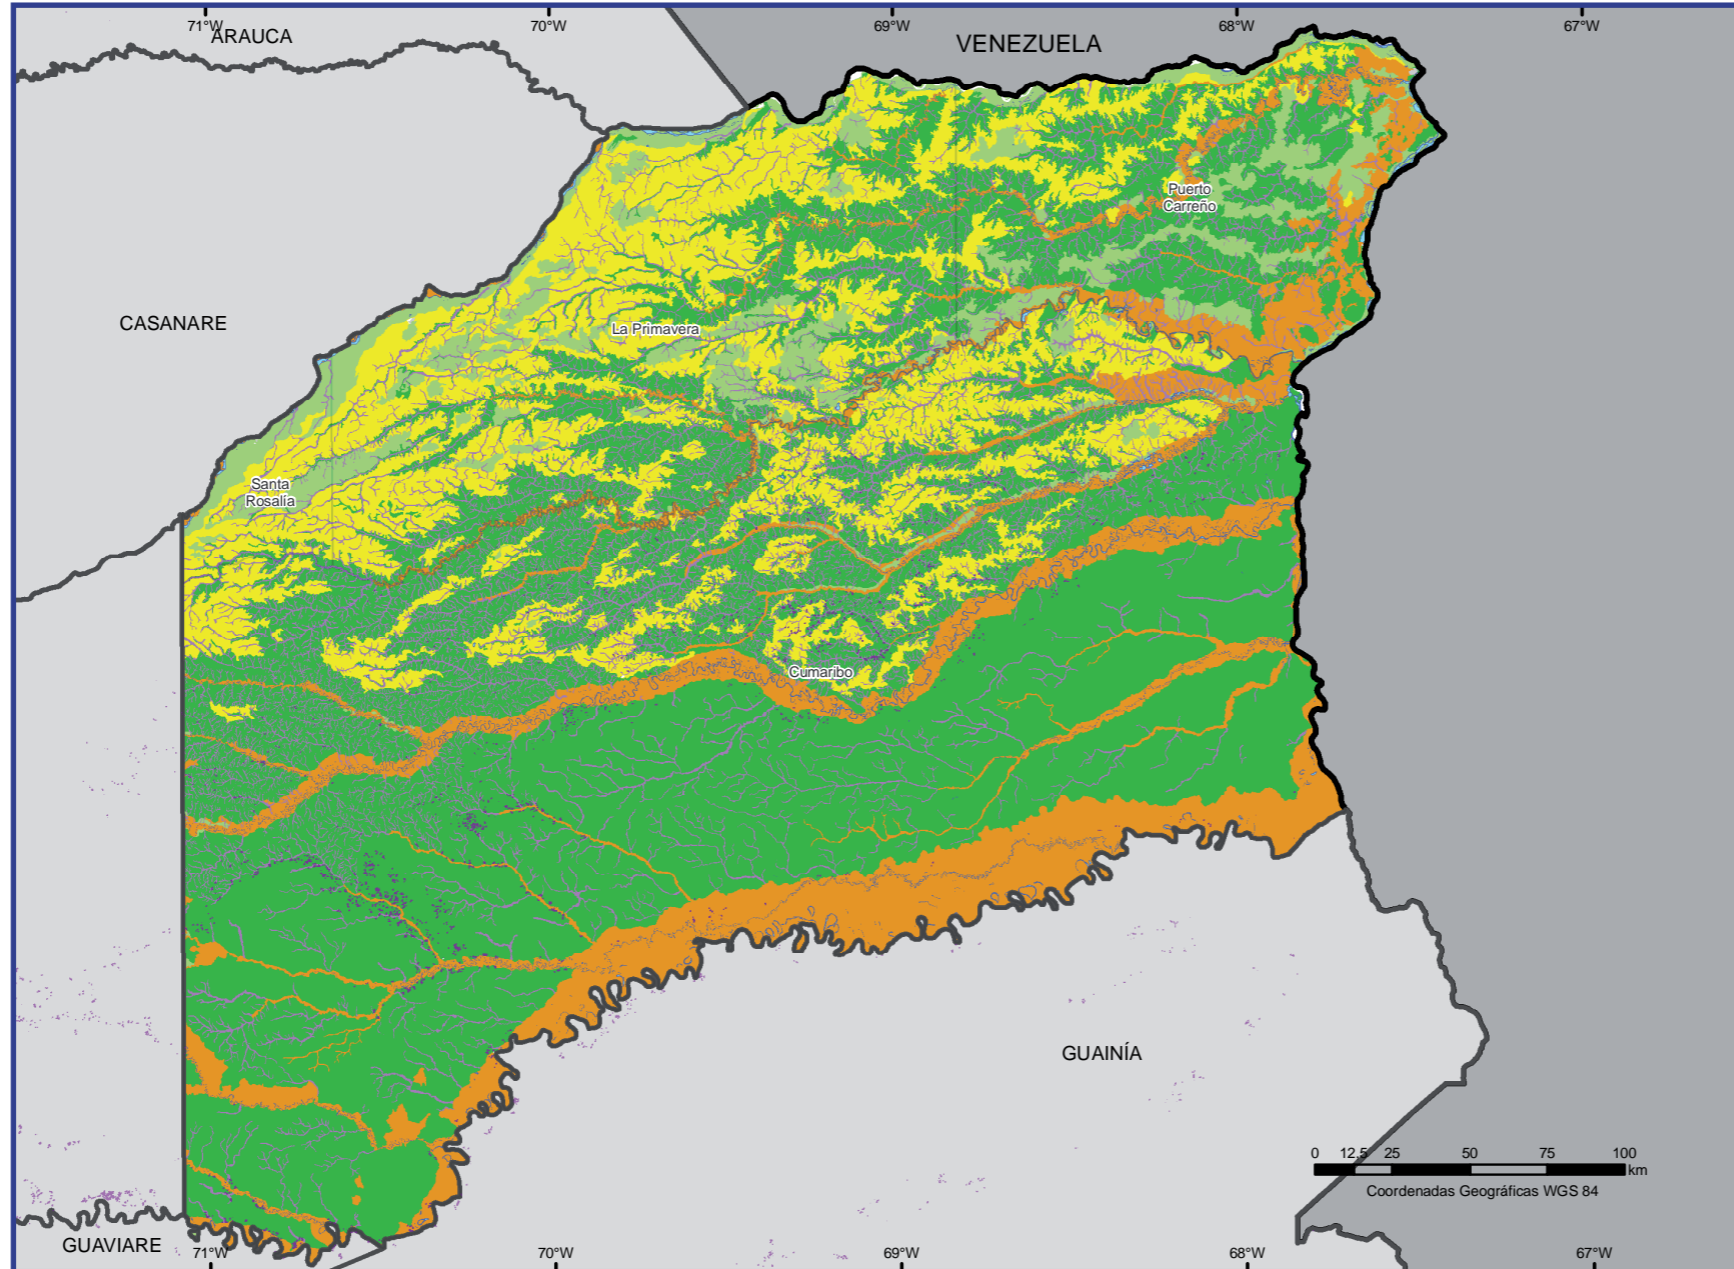 71°W
70°W
69°W
68°W
67°W
ARAUCA
VENEZUELA
Puerto
Carreño
CASANARE
La Primavera
Santa
Rosalía
Cumaribo
GUAINÍA
0 12,5 25 50 75 100
km
Coordenadas Geográficas WGS 84
GUAVIARE
71°W
70°W
69°W
68°W
67°W